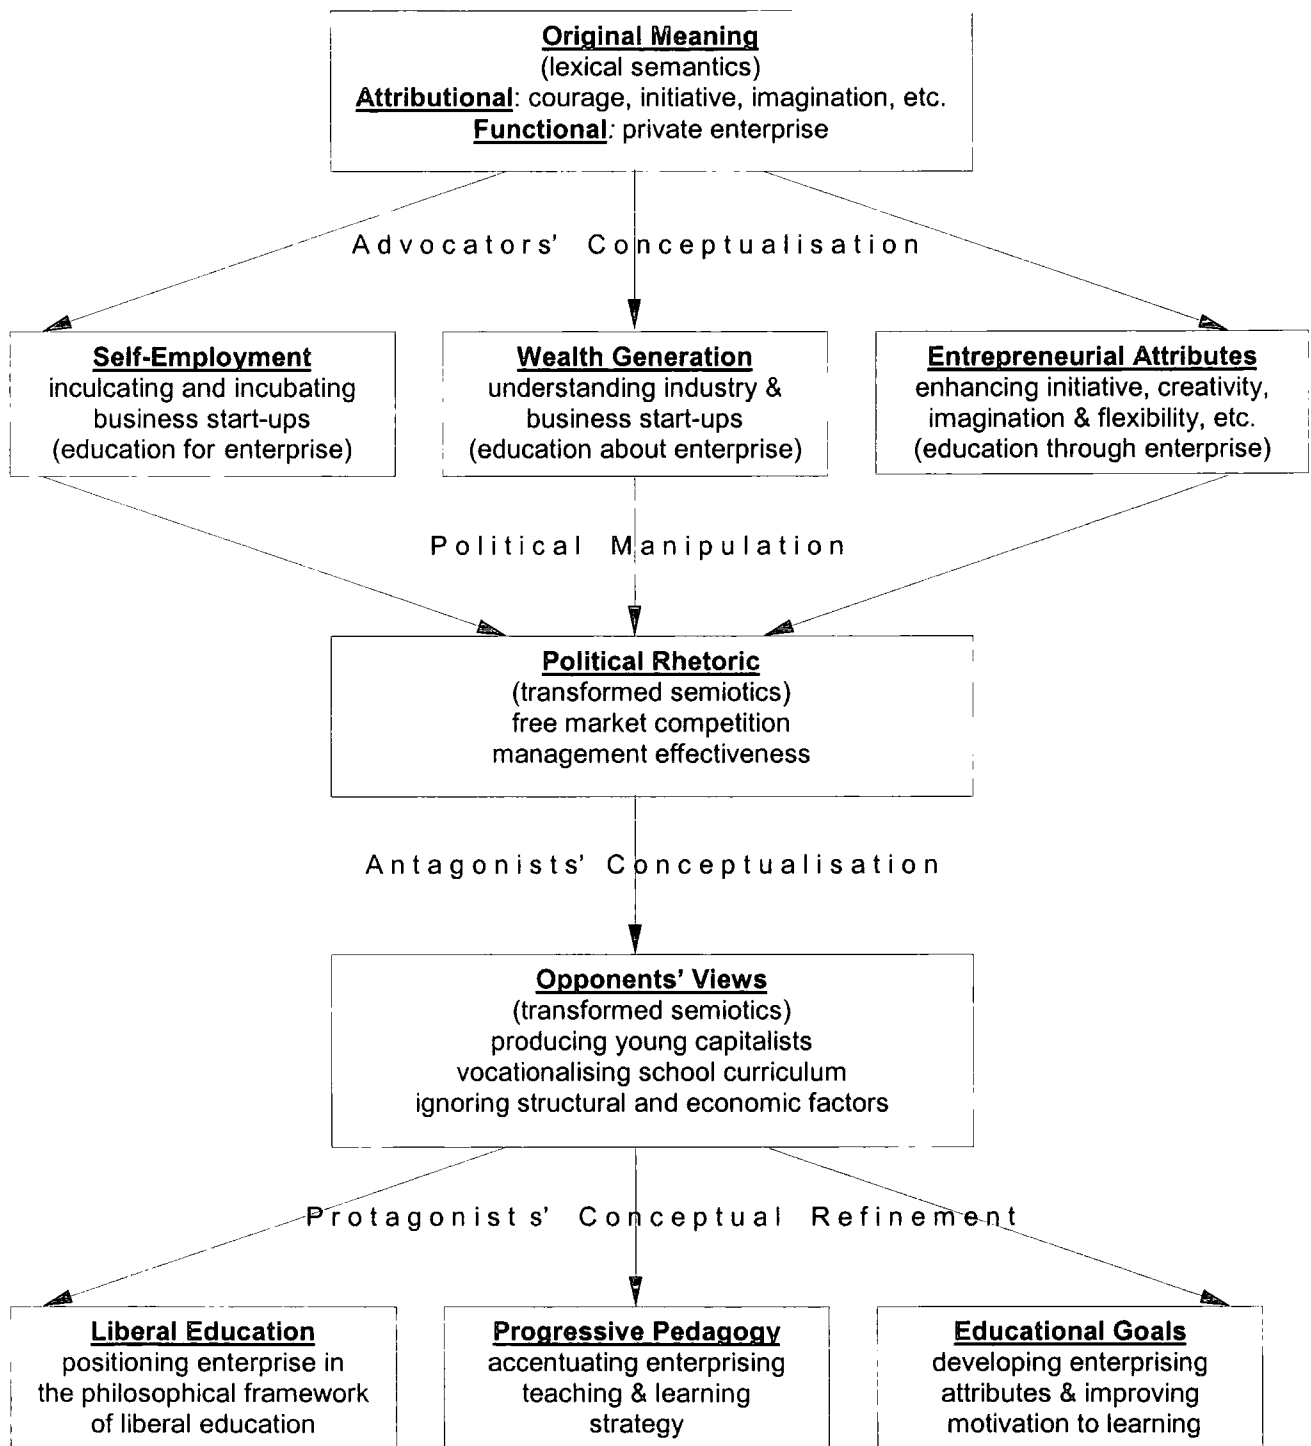 Original Meaning
(lexical semantics)
Attributional: courage, initiative, imagination, etc.
Functional: private enterprise
Advocators' Conceptualisation
Self-Employment
inculcating and incubating
business start-ups
(education for enterprise)
Wealth Generation
understanding industry &
business start-ups
(education about enterprise)
Entrepreneurial Attributes
enhancing initiative, creativity,
imagination & flexibility, etc.
(education through enterprise)
Political Manipulation
Political Rhetoric
(transformed semiotics)
free market competition
management effectiveness
Antagonists' Conceptualisation
Opponents' Views
(transformed semiotics)
producing young capitalists
vocationalising school curriculum
ignoring structural and economic factors
Protagonists' Conceptual Refinement
Liberal Education
positioning enterprise in
the philosophical framework
of liberal education
Progressive Pedagogy
accentuating enterprising
teaching & learning
strategy
Educational Goals
developing enterprising
attributes & improving
motivation to learning